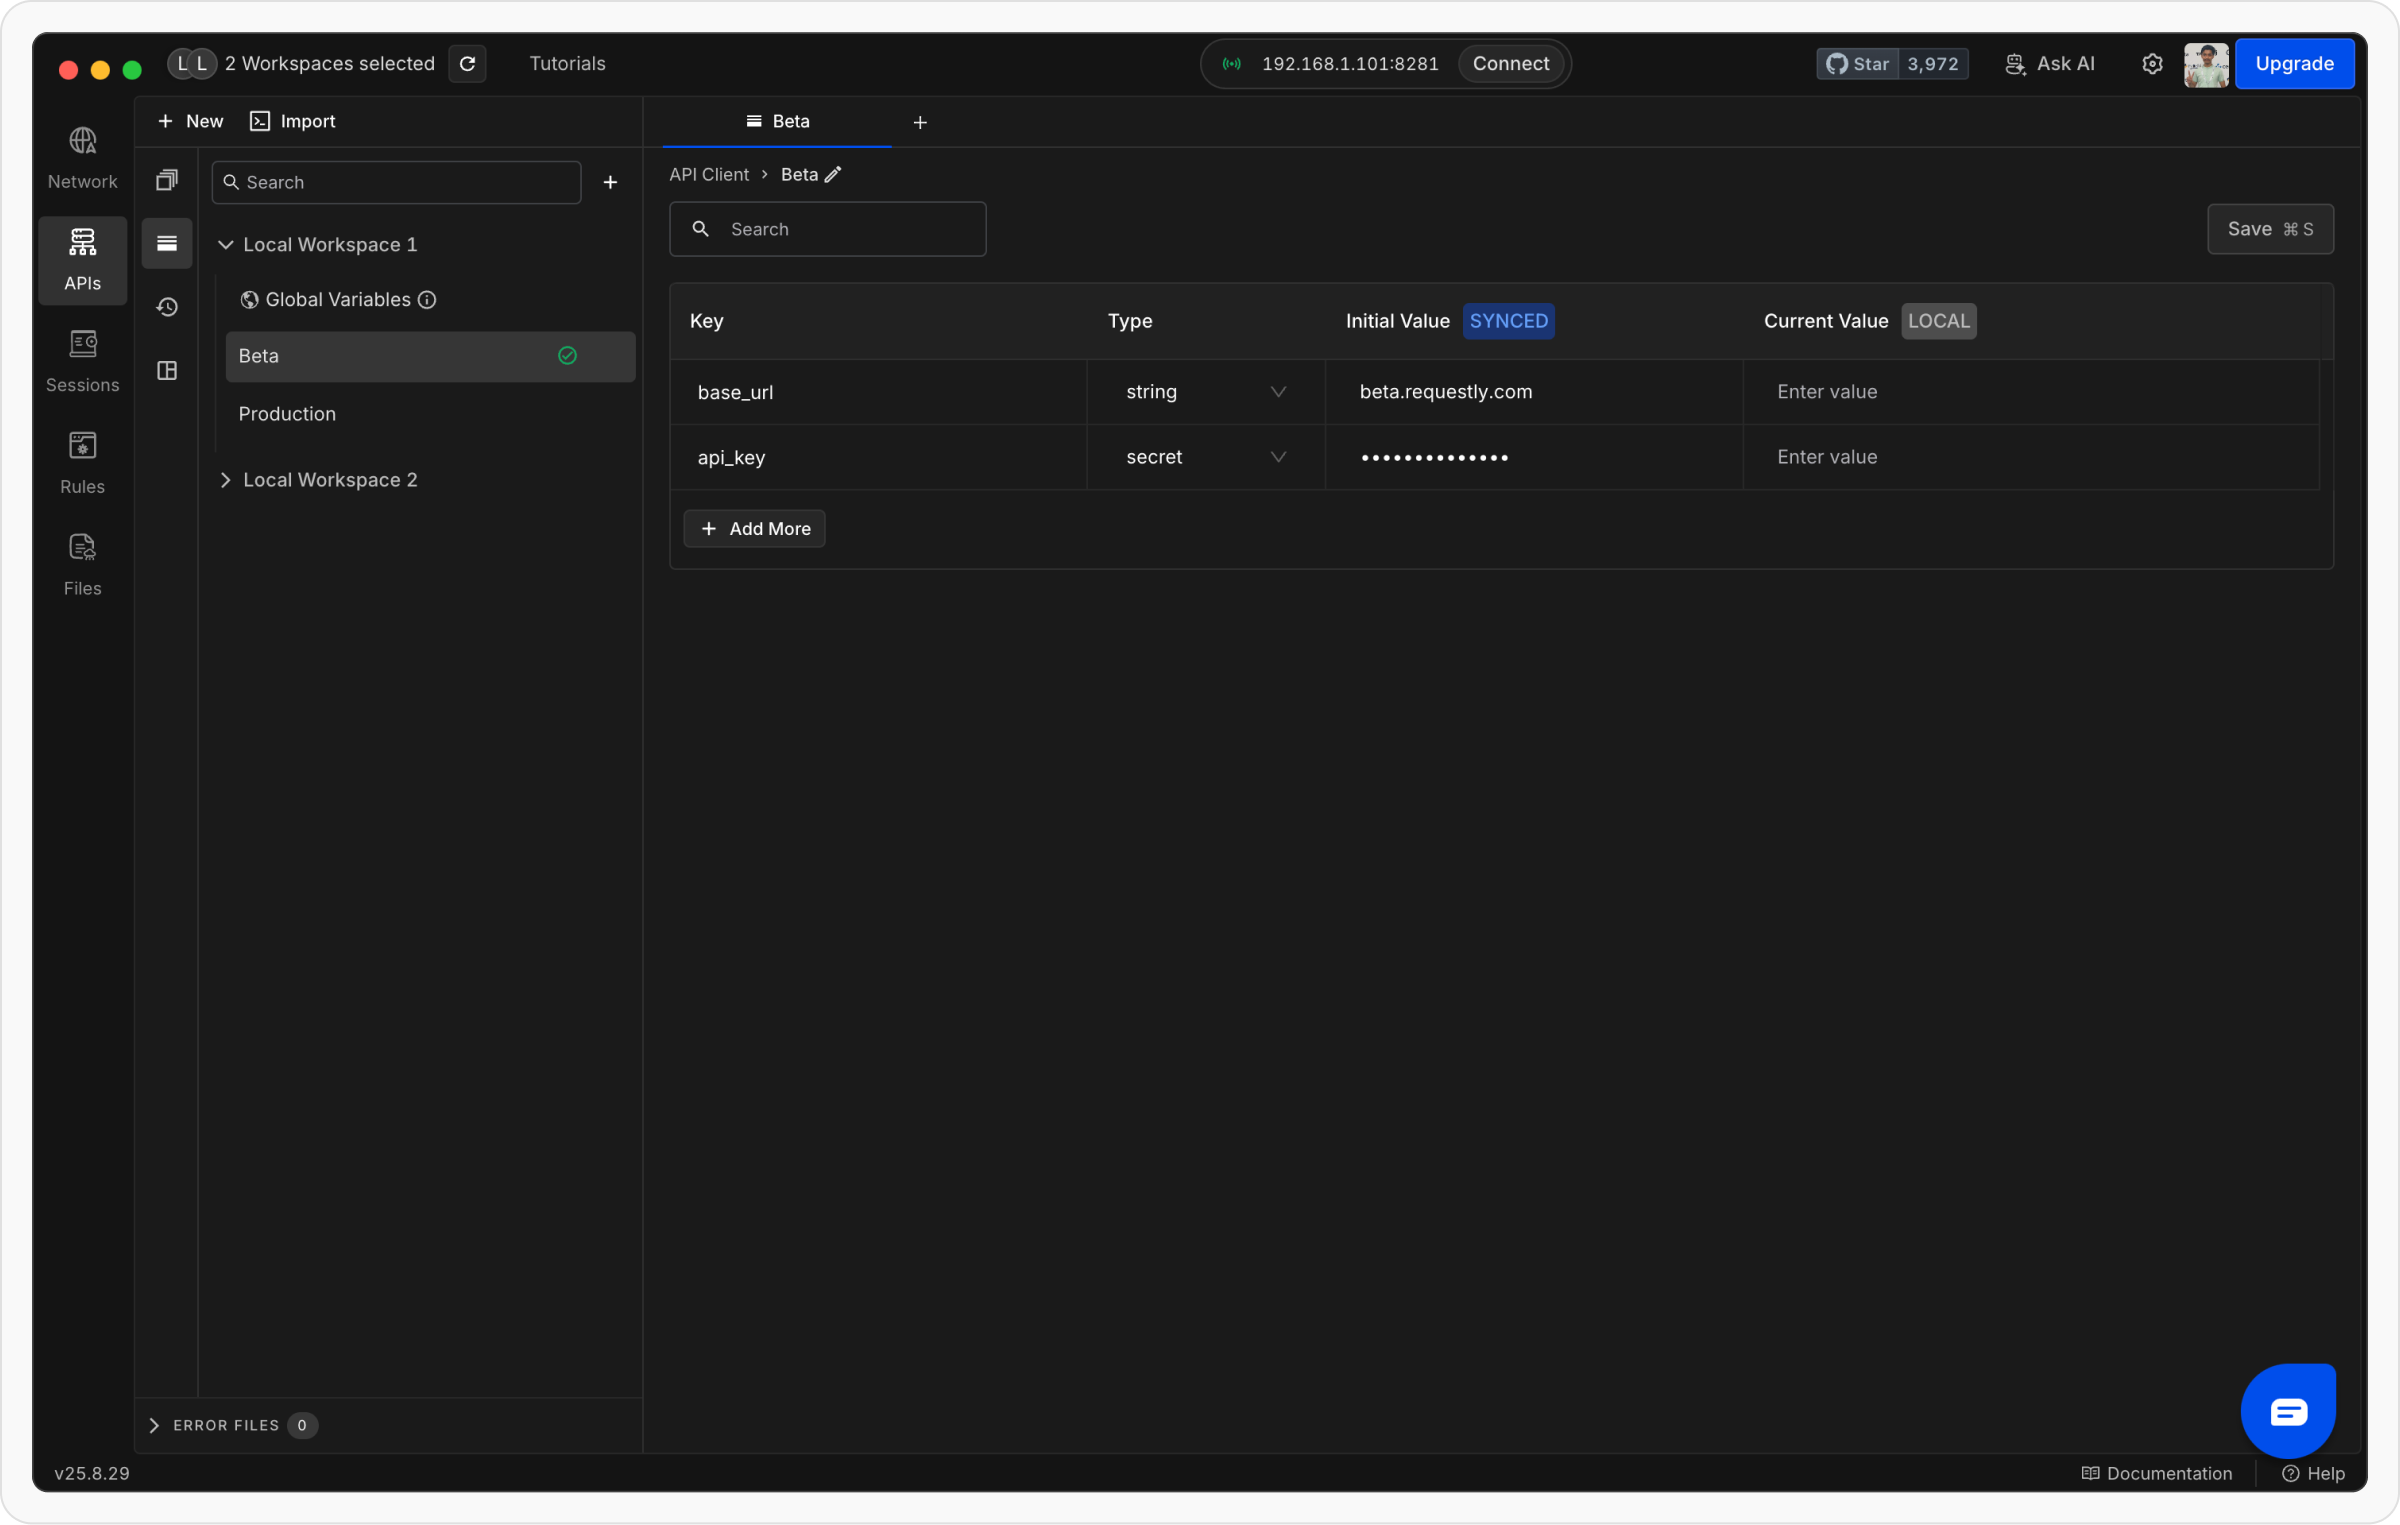 LL 2 Workspaces selected Tutorials 192.168.1.101:8281 Connect Star 3,972 Ask AI Upgrade
Network
APIs
Sessions
Rules
Files
New Import
Search
Local Workspace 1
Global Variables
Beta
Production
Local Workspace 2
ERROR FILES 0
Beta
API Client › Beta
Search Save ⌘ S
Key Type Initial Value SYNCED Current Value LOCAL
base_url string beta.requestly.com Enter value
api_key secret •••••••••••••• Enter value
+ Add More
v25.8.29 Documentation Help